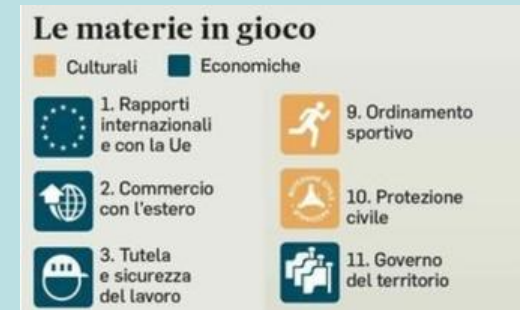 Le materie in gioco
Culturali
Economiche
1. Rapporti
internazionali
e con la Ue
2. Commercio
con l'estero
3. Tutela
e sicurezza
del lavoro
9. Ordinamento
sportivo
10. Protezione
civile
11. Governo
del territorio